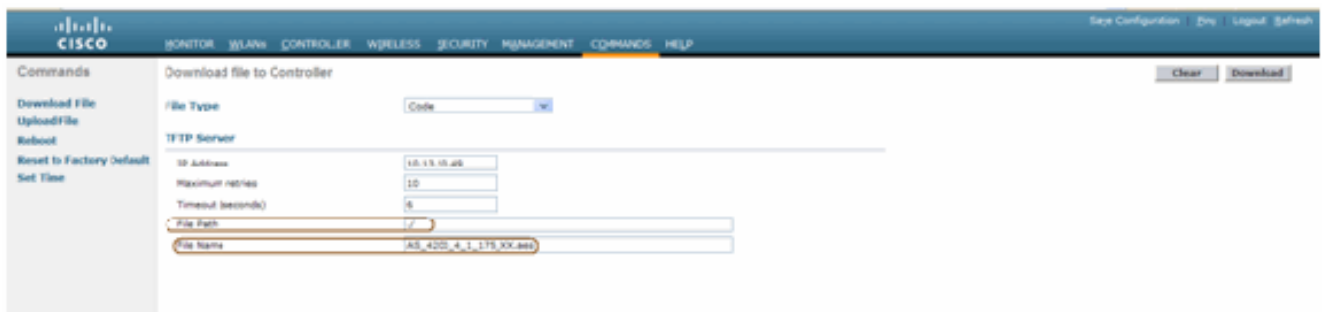 Save Configuration | Ping | Logout | Refresh
CISCO
MONITOR WLANs CONTROLLER WIRELESS SECURITY MANAGEMENT COMMANDS HELP
Commands
Download file to Controller
Clear Download
Download File
Upload File
Reboot
Reset to Factory Default
Set Time
File Type Code
TFTP Server
IP Address
Maximum retries 10
Timeout (seconds) 6
File Path ./
File Name AS_4200_4_1_175_XX.aes